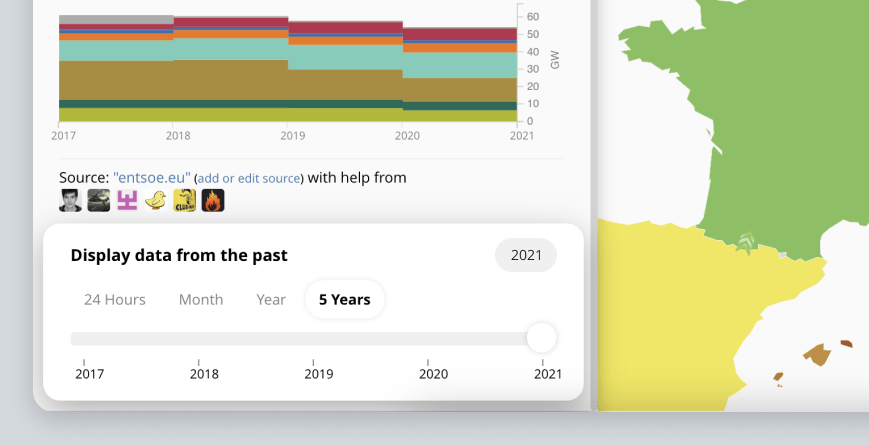 60
50
40
30
20
10
0
GW
2017 2018 2019 2020 2021
Source: "entsoe.eu" (add or edit source) with help from
CLUB
Display data from the past 2021
24 Hours Month Year 5 Years
2017 2018 2019 2020 2021